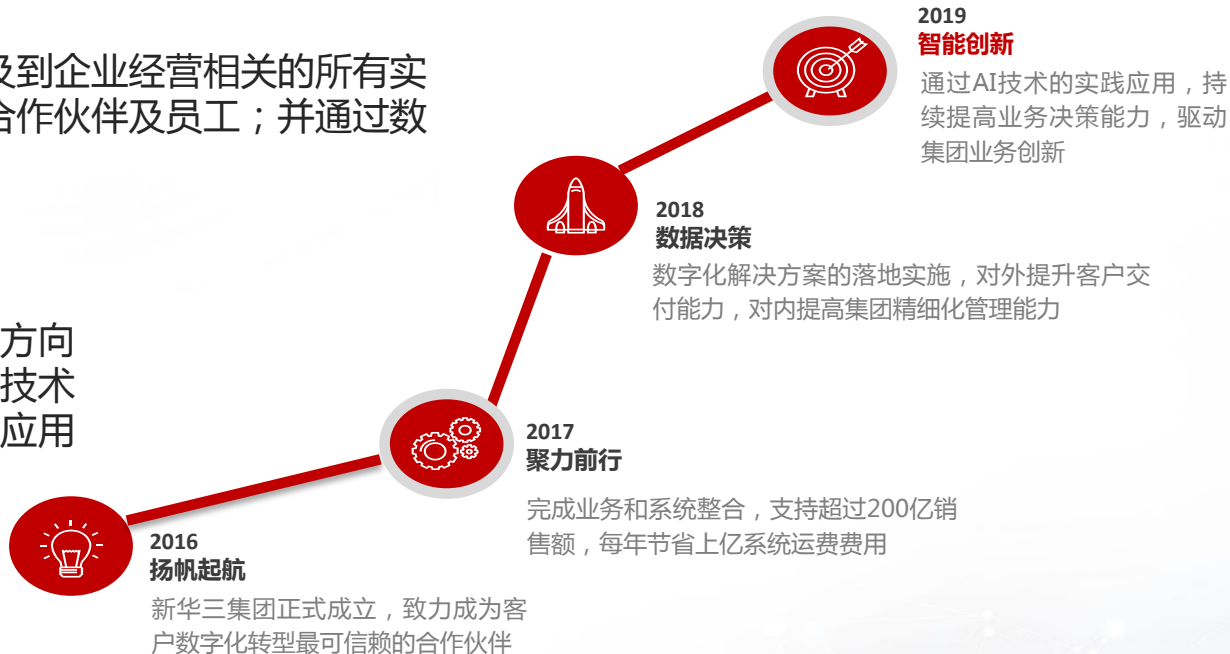 及到企业经营相关的所有实
合作伙伴及员工；并通过数
方向
技术
应用
2019
智能创新
通过AI技术的实践应用，持
续提高业务决策能力，驱动
集团业务创新
2018
数据决策
数字化解决方案的落地实施，对外提升客户交
付能力，对内提高集团精细化管理能力
2017
聚力前行
完成业务和系统整合，支持超过200亿销
售额，每年节省上亿系统运费费用
2016
扬帆起航
新华三集团正式成立，致力成为客
户数字化转型最可信赖的合作伙伴